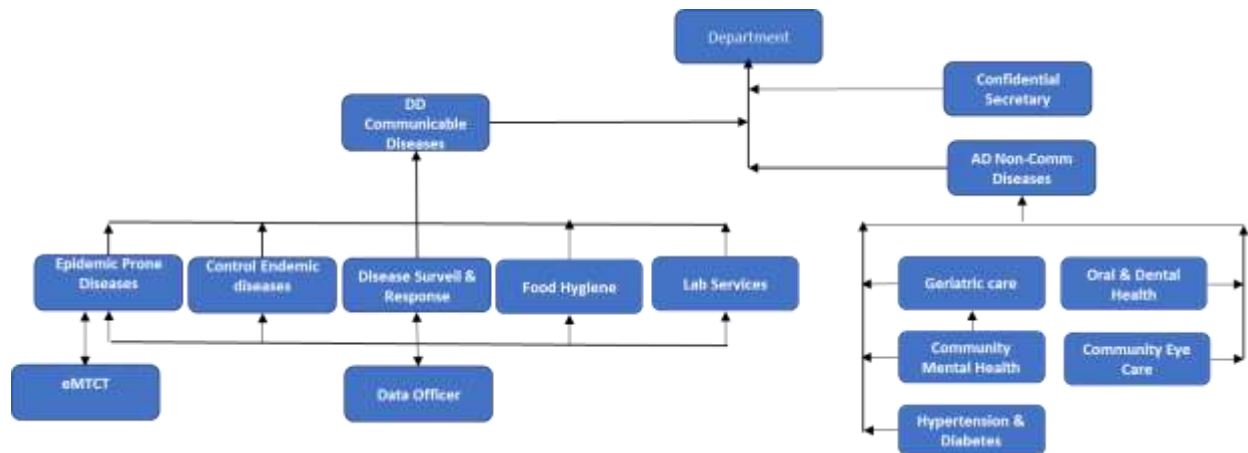 Department
Confidential
Secretary
DD
Communicable
Diseases
AD Non-Comm
Diseases
Epidemic Prone
Diseases
Control Endemic
diseases
Disease Surveil &
Response
Food Hygiene
Lab Services
Geriatric care
Oral & Dental
Health
Community
Mental Health
Community Eye
Care
eMTCT
Data Officer
Hypertension &
Diabetes